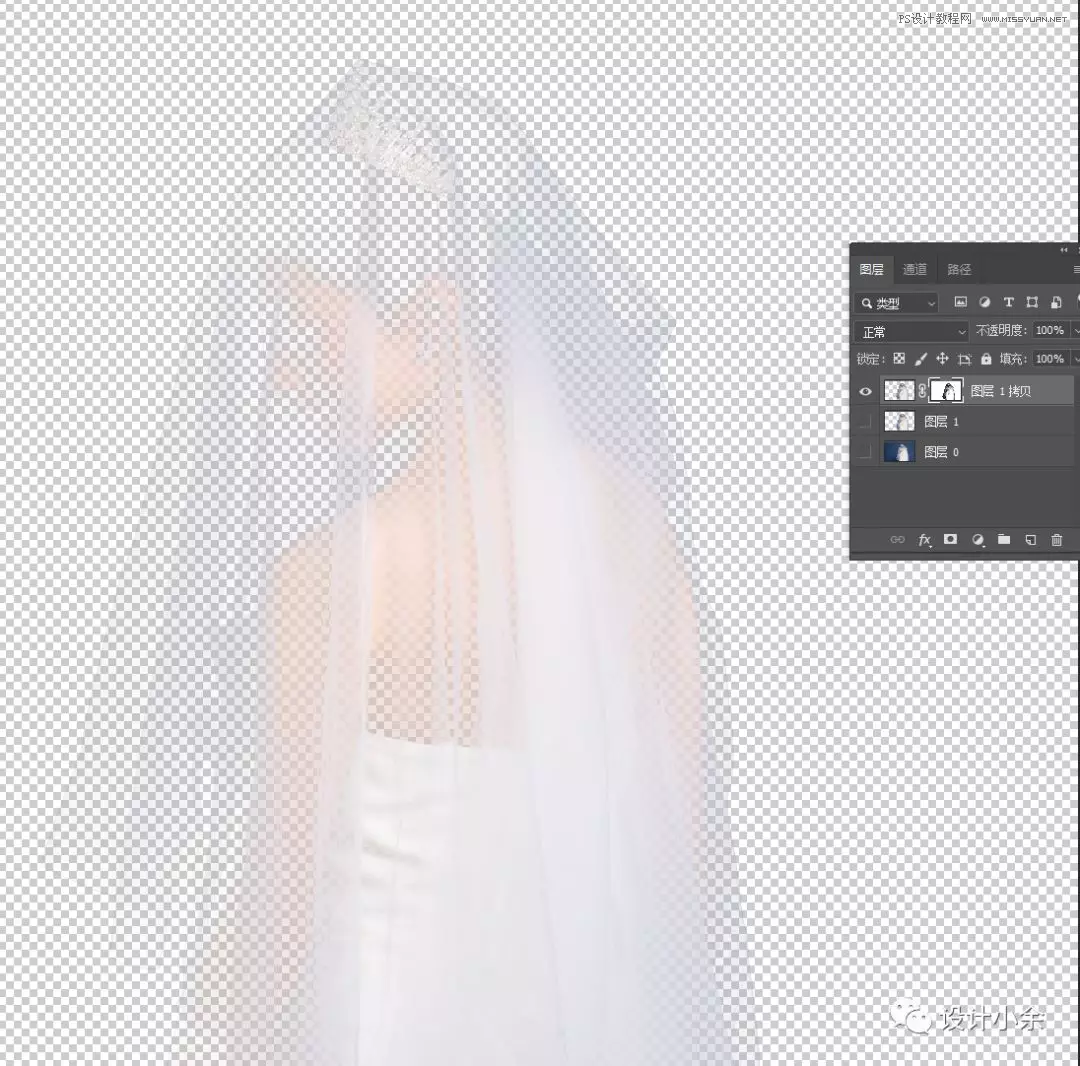 PS设计教程网 WWW.MISSYUAN.NET
图层 通道 路径
类型
正常 不透明度: 100%
锁定: 填充: 100%
图层 1 拷贝
图层 1
图层 0
fx
设计小余